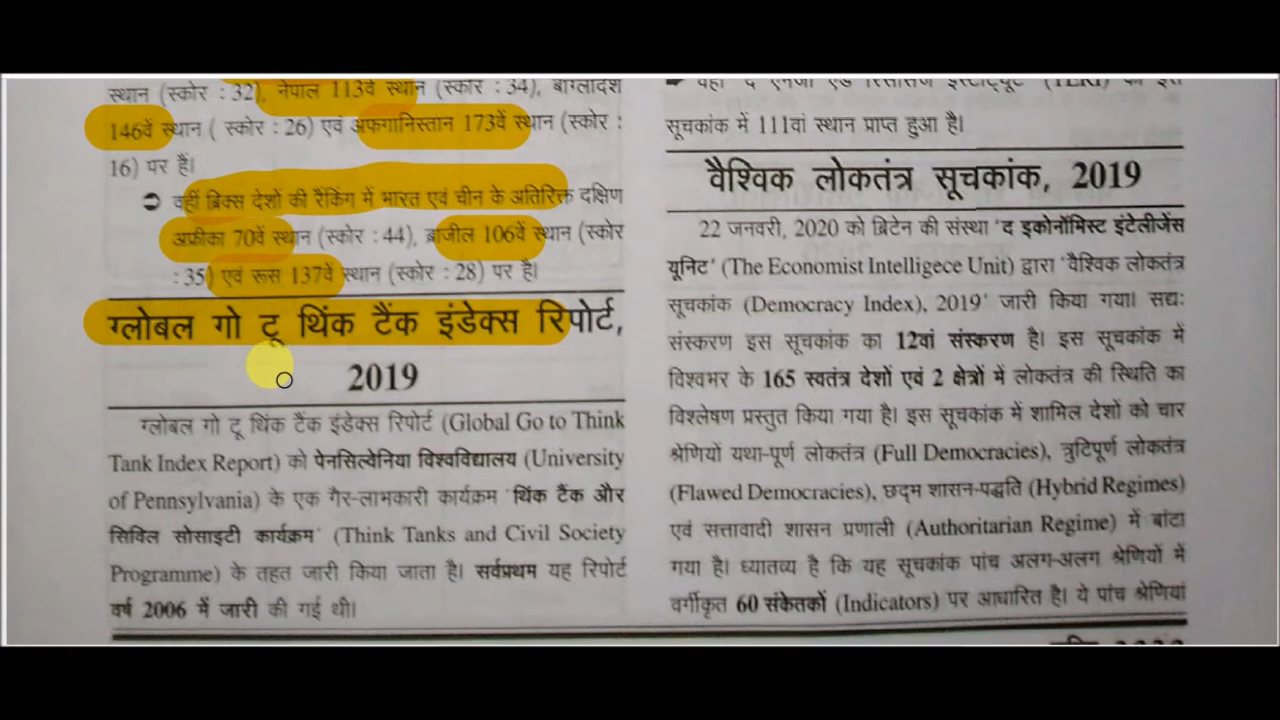 स्थान (स्कोर : 32), नेपाल 113वें स्थान (स्कोर : 34), बांग्लादेश
146वें स्थान ( स्कोर : 26) एवं अफगानिस्तान 173वें स्थान (स्कोर :
16) पर हैं।
➲ वहीं ब्रिक्स देशों की रैंकिंग में भारत एवं चीन के अतिरिक्त दक्षिण
अफ्रीका 70वें स्थान (स्कोर : 44), ब्राजील 106वें स्थान (स्कोर
: 35) एवं रूस 137वें स्थान (स्कोर : 28) पर है।
ग्लोबल गो टू थिंक टैंक इंडेक्स रिपोर्ट,
2019
ग्लोबल गो टू थिंक टैंक इंडेक्स रिपोर्ट (Global Go to Think
Tank Index Report) को पेनसिल्वेनिया विश्वविद्यालय (University
of Pennsylvania) के एक गैर-लाभकारी कार्यक्रम 'थिंक टैंक और
सिविल सोसाइटी कार्यक्रम' (Think Tanks and Civil Society
Programme) के तहत जारी किया जाता है। सर्वप्रथम यह रिपोर्ट
वर्ष 2006 में जारी की गई थी।
वहीं द एनर्जी एंड रिसोर्सेज इंस्टीट्यूट (TERI) को इस
सूचकांक में 111वां स्थान प्राप्त हुआ है।
वैश्विक लोकतंत्र सूचकांक, 2019
22 जनवरी, 2020 को ब्रिटेन की संस्था 'द इकोनॉमिस्ट इंटेलीजेंस
यूनिट' (The Economist Intelligece Unit) द्वारा 'वैश्विक लोकतंत्र
सूचकांक (Democracy Index), 2019' जारी किया गया। सद्यः
संस्करण इस सूचकांक का 12वां संस्करण है। इस सूचकांक में
विश्वभर के 165 स्वतंत्र देशों एवं 2 क्षेत्रों में लोकतंत्र की स्थिति का
विश्लेषण प्रस्तुत किया गया है। इस सूचकांक में शामिल देशों को चार
श्रेणियों यथा-पूर्ण लोकतंत्र (Full Democracies), त्रुटिपूर्ण लोकतंत्र
(Flawed Democracies), छद्म शासन-पद्धति (Hybrid Regimes)
एवं सत्तावादी शासन प्रणाली (Authoritarian Regime) में बांटा
गया है। ध्यातव्य है कि यह सूचकांक पांच अलग-अलग श्रेणियों में
वर्गीकृत 60 संकेतकों (Indicators) पर आधारित है। ये पांच श्रेणियां